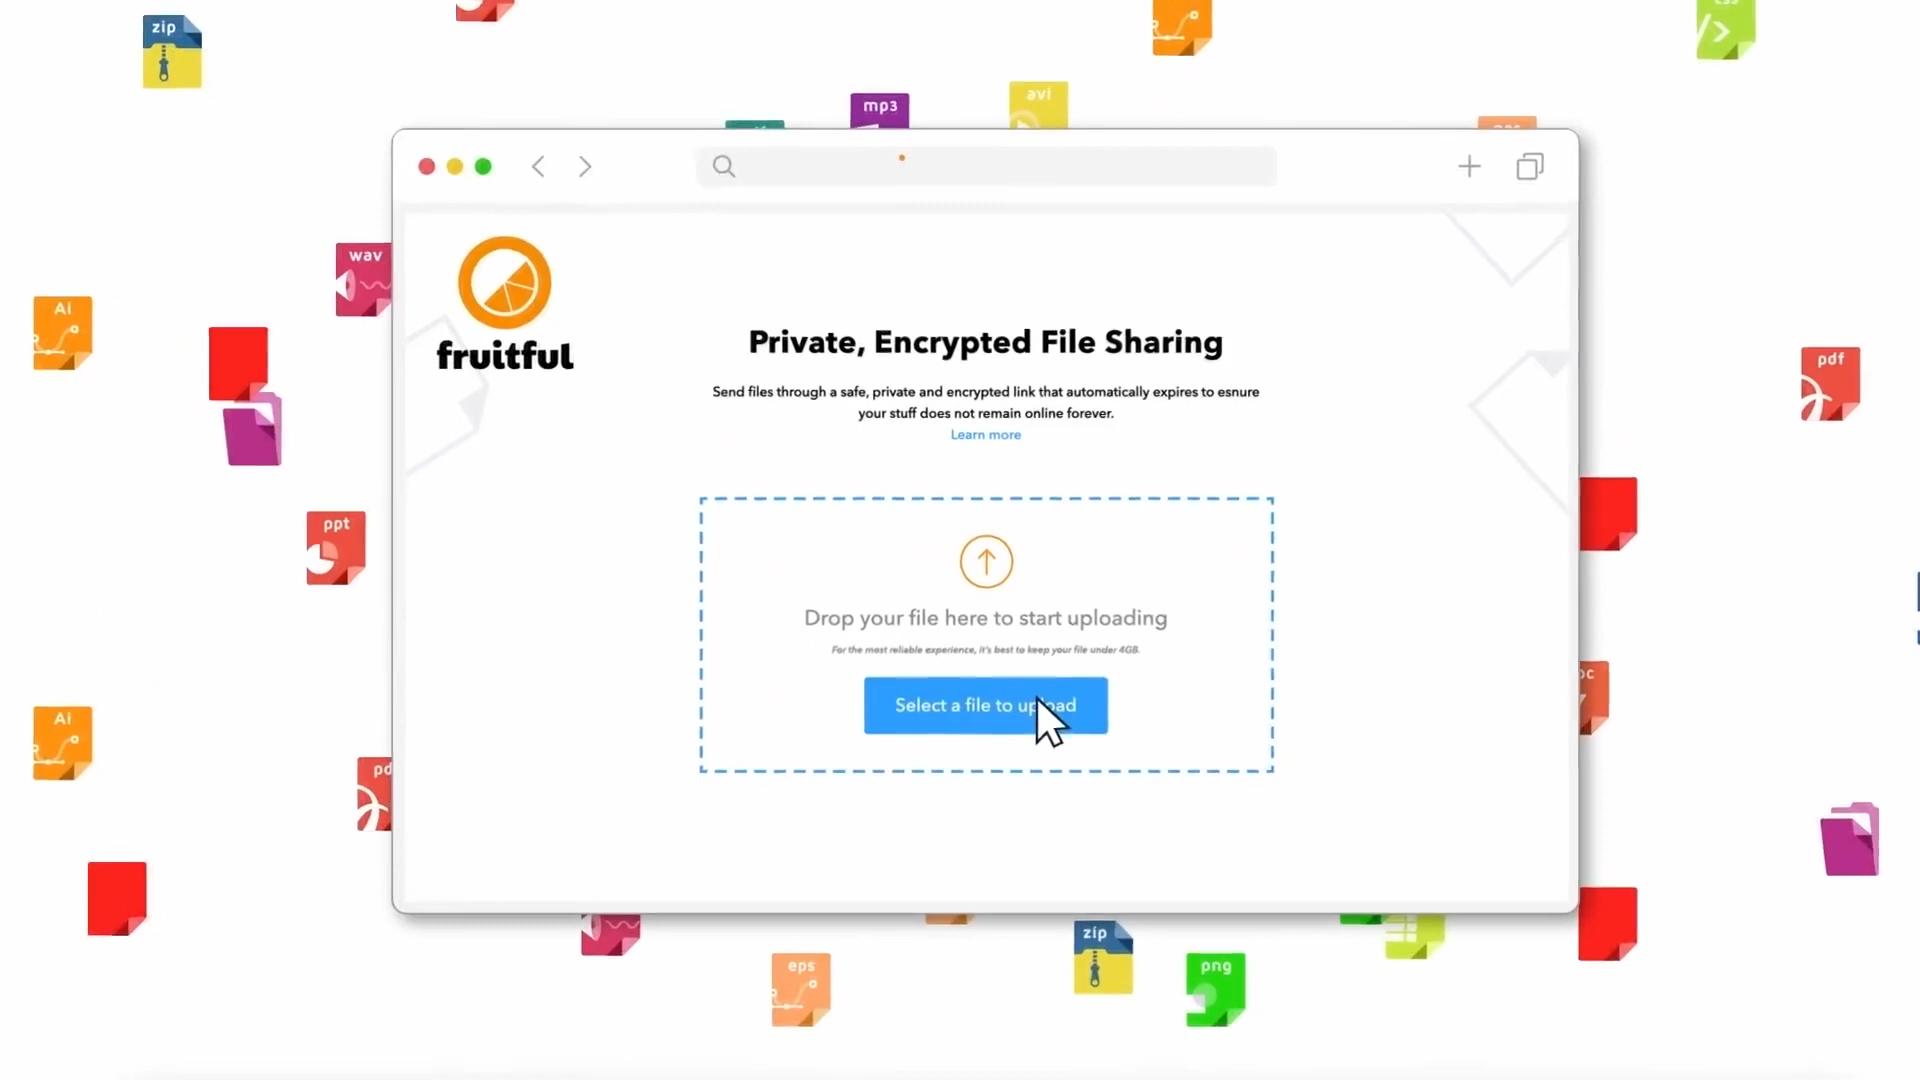 zip
mp3
avi
wav
Ai
fruitful
Private, Encrypted File Sharing
pdf
Send files through a safe, private and encrypted link that automatically expires to esnure
your stuff does not remain online forever.
Learn more
ppt
Drop your file here to start uploading
For the most reliable experience, it's best to keep your file under 4GB.
Select a file to upload
Ai
zip
eps
png